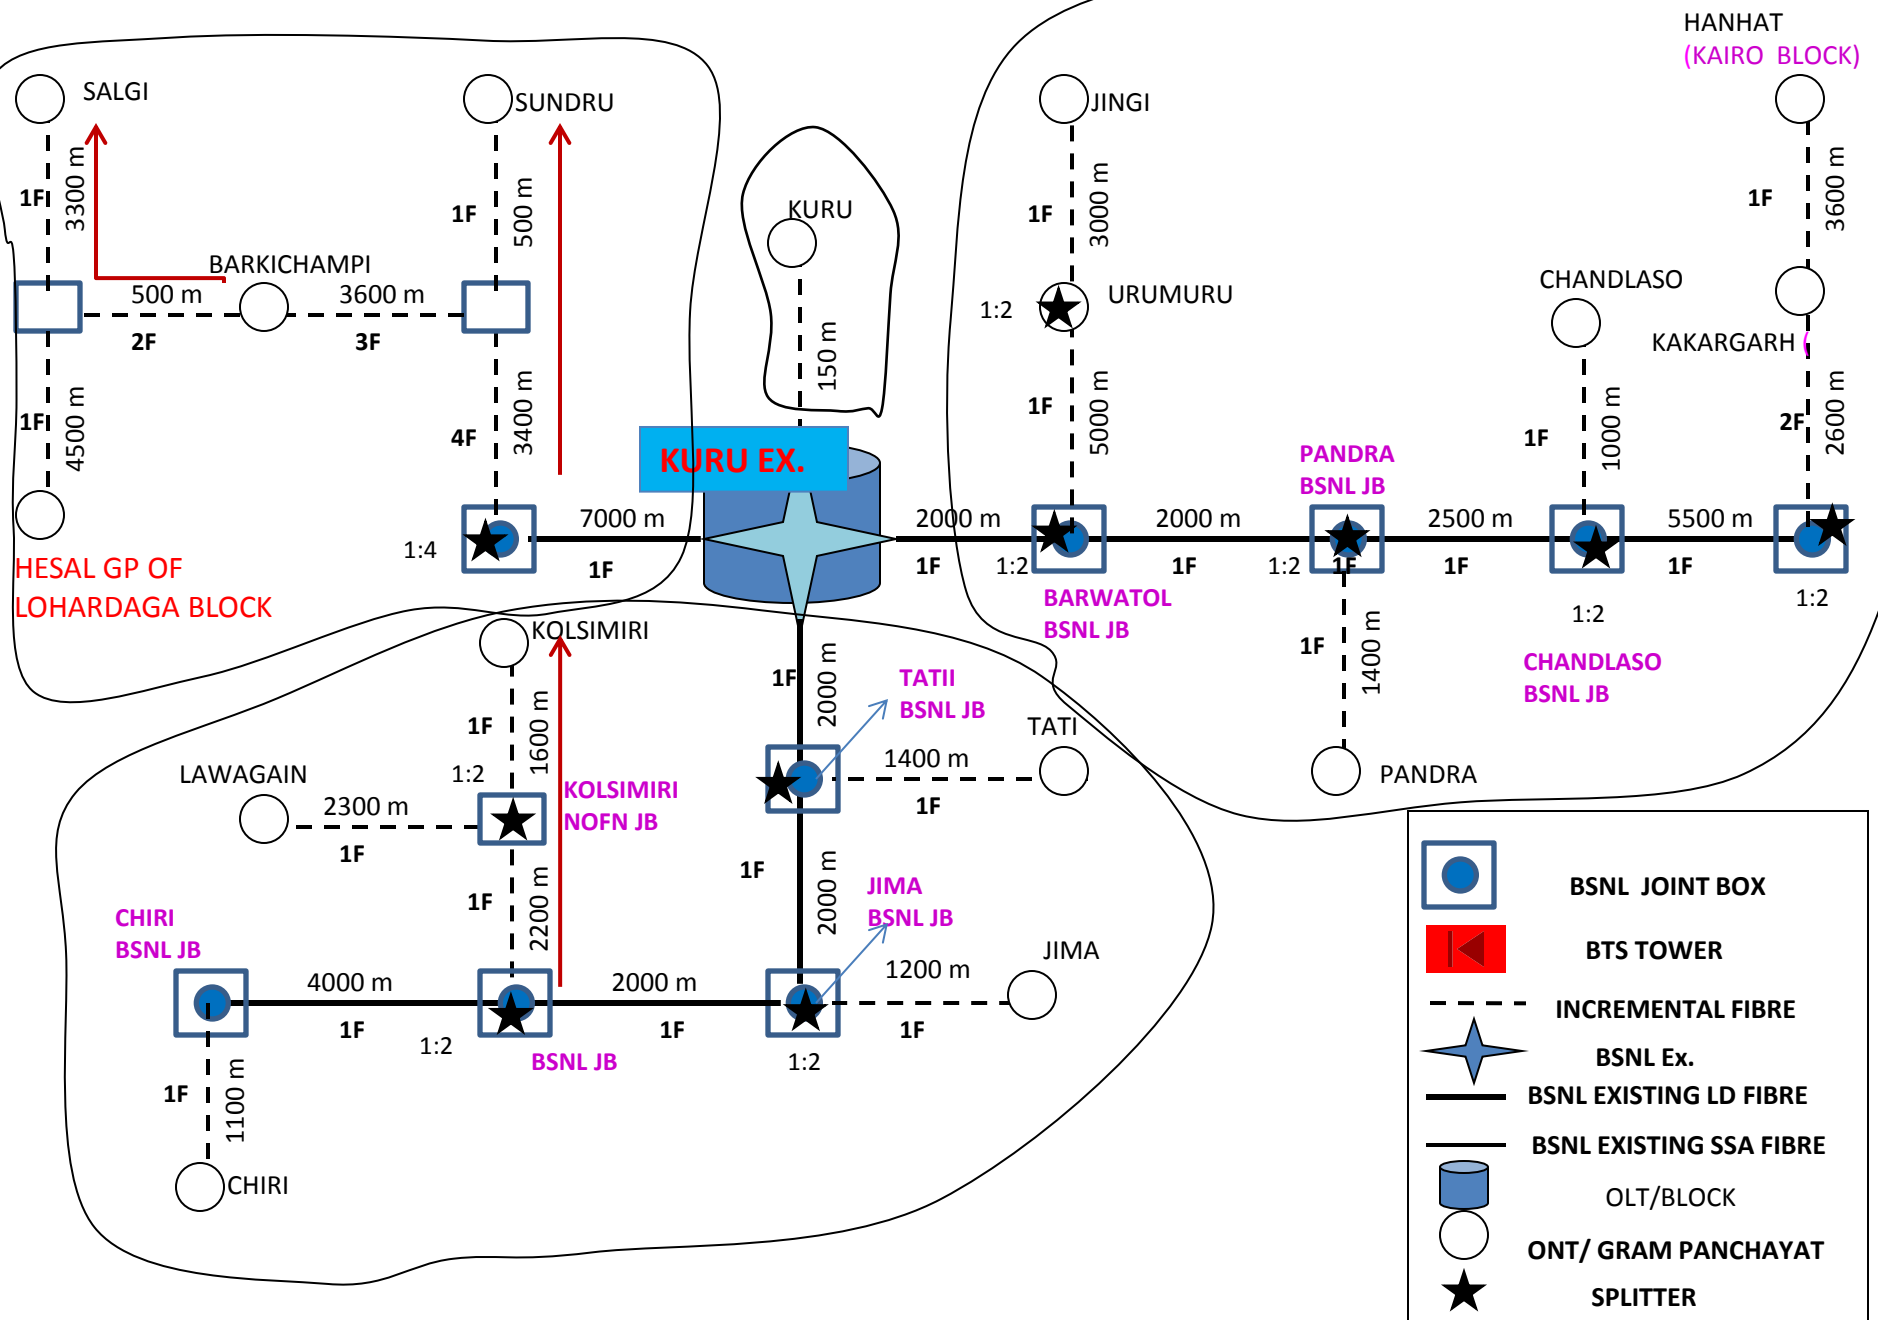 HANHAT
(KAIRO BLOCK)
SALGI
SUNDRU
JINGI
1F
3300 m
1F
500 m
KURU
1F
3000 m
1F
3600 m
BARKICHAMPI
500 m
3600 m
2F
3F
1:2
URUMURU
CHANDLASO
KAKARGARH (
150 m
1F
4500 m
4F
3400 m
1F
5000 m
1F
1000 m
2F
2600 m
KURU EX.
PANDRA
BSNL JB
7000 m
2000 m
2000 m
2500 m
5500 m
1:4
1F
1F
1:2
1F
1:2
1F
1F
1F
1:2
1:2
HESAL GP OF
LOHARDAGA BLOCK
BARWATOL
BSNL JB
1F
1400 m
CHANDLASO
BSNL JB
KOLSIMIRI
1F
2000 m
TATII
BSNL JB
TATI
1F
1600 m
LAWAGAIN
1:2
KOLSIMIRI
NOFN JB
1400 m
1F
PANDRA
2300 m
1F
1F
2200 m
1F
2000 m
JIMA
BSNL JB
CHIRI
BSNL JB
JIMA
4000 m
2000 m
1200 m
1F
1:2
1F
1F
BSNL JB
1:2
1F
1100 m
CHIRI
BSNL JOINT BOX
BTS TOWER
INCREMENTAL FIBRE
BSNL Ex.
BSNL EXISTING LD FIBRE
BSNL EXISTING SSA FIBRE
OLT/BLOCK
ONT/ GRAM PANCHAYAT
SPLITTER